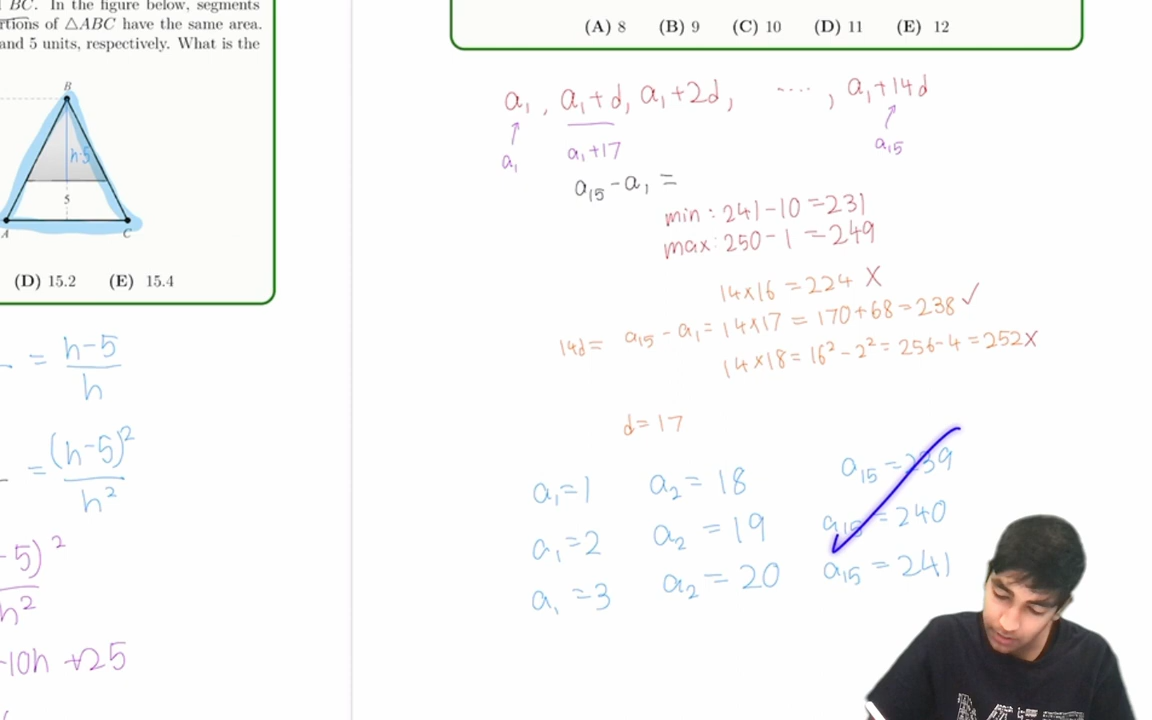 BC. In the figure below, segments
rtions of △ABC have the same area.
and 5 units, respectively. What is the
B
h-5
5
A
C
(D) 15.2 (E) 15.4
= h-5
h
= (h-5)²
h²
-5)²
h²
-10h +25
(A) 8 (B) 9 (C) 10 (D) 11 (E) 12
a₁, a₁+d, a₁+2d, ...., a₁+14d
↑ ↑
a₁ a₁+17 a₁₅
a₁₅-a₁ =
min: 241-10=231
max: 250-1=249
14×16 = 224 X
14d= a₁₅-a₁= 14×17 = 170+68=238 ✓
14×18 = 16²-2²=256-4=252X
d=17
a₁=1 a₂=18 a₁₅=239
a₁=2 a₂=19 a₁₅=240
a₁=3 a₂=20 a₁₅=241